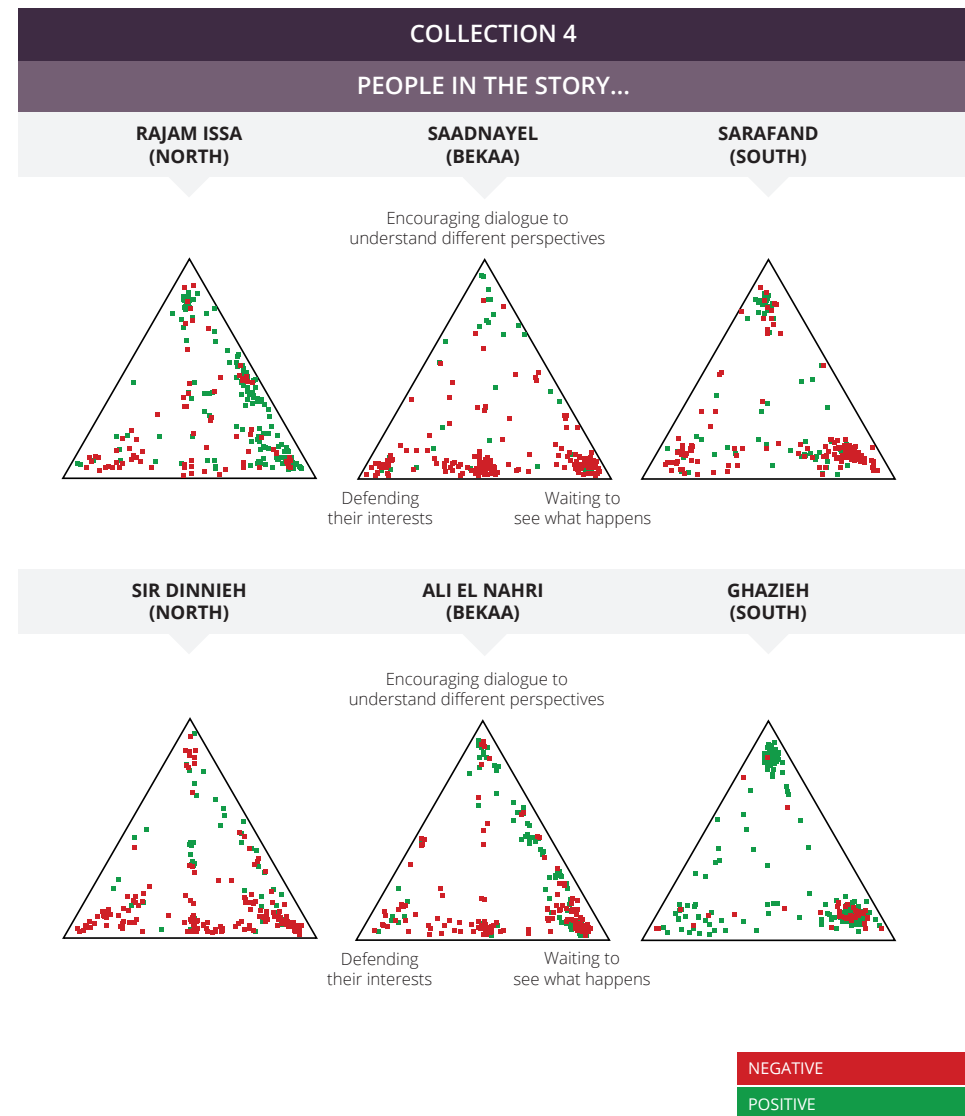 COLLECTION 4
PEOPLE IN THE STORY...
RAJAM ISSA
(NORTH)
SAADNAYEL
(BEKAA)
SARAFAND
(SOUTH)
Encouraging dialogue to
understand different perspectives
Defending
their interests
Waiting to
see what happens
SIR DINNIEH
(NORTH)
ALI EL NAHRI
(BEKAA)
GHAZIEH
(SOUTH)
Encouraging dialogue to
understand different perspectives
Defending
their interests
Waiting to
see what happens
NEGATIVE
POSITIVE